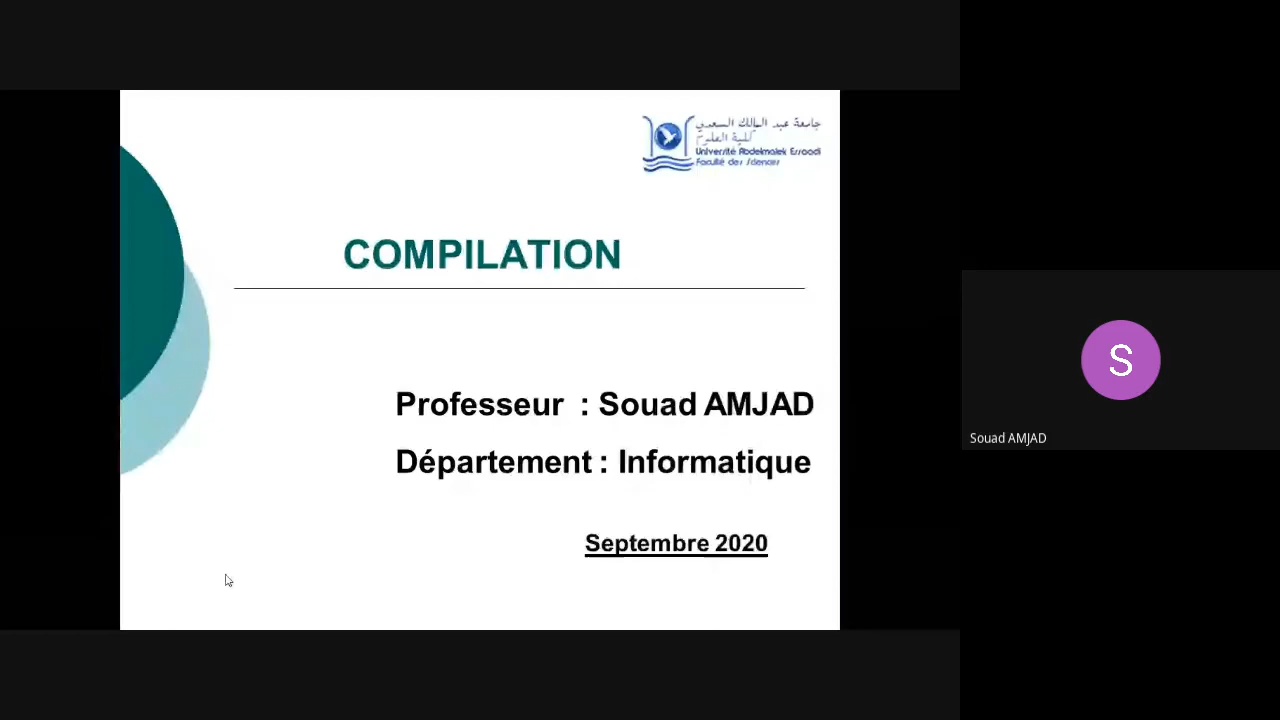 جامعة عبد المالك السعدي
كلية العلوم
Université Abdelmalek Essaadi
Faculté des Sciences
COMPILATION
Professeur : Souad AMJAD
Département : Informatique
Septembre 2020
S
Souad AMJAD